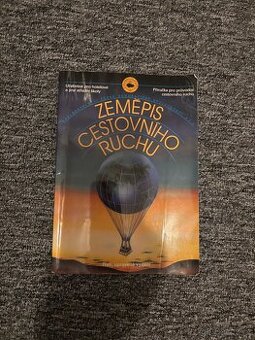 Učebnice pro hotelové
a jiné střední školy
Příručka pro průvodce
cestovního ruchu
ZEMĚPIS
CESTOVNÍHO
RUCHU